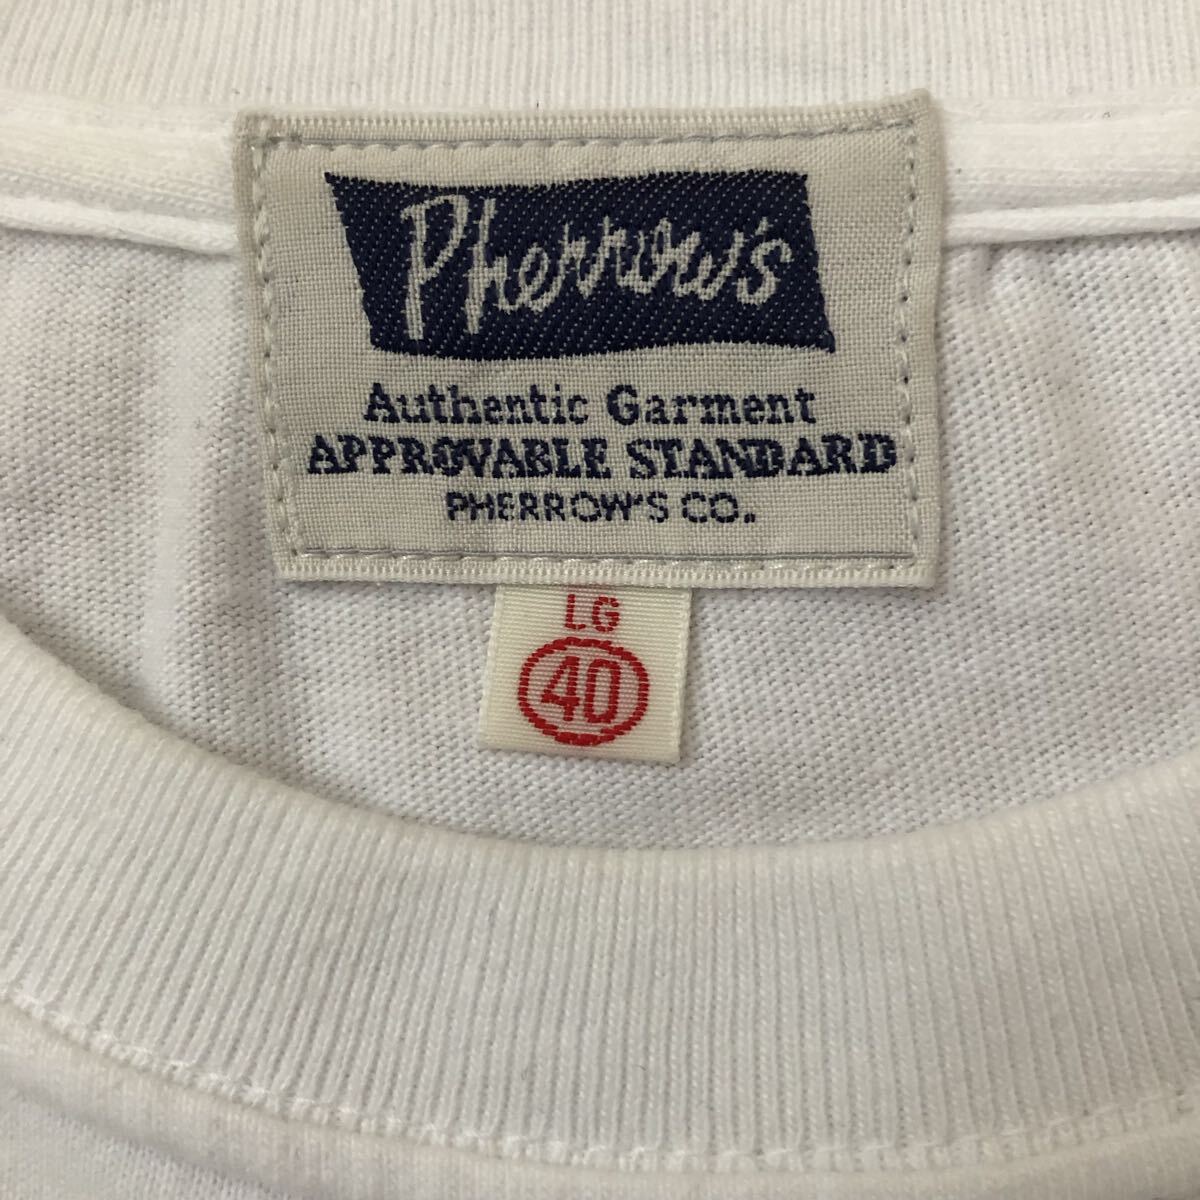 Pherrow's
Authentic Garment
APPROVABLE STANDARD
PHERROW'S CO.
LG
40